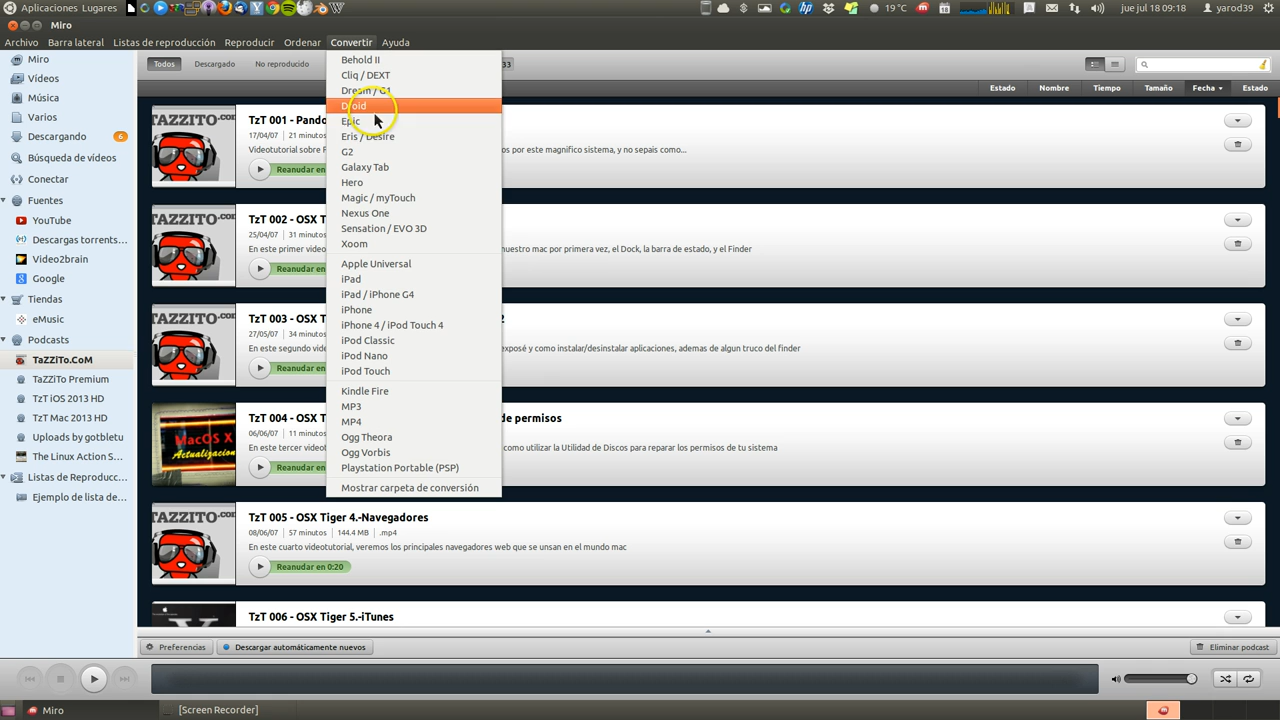 Aplicaciones Lugares
19 °C
jue jul 18 09:18
yarod39
Miro
Archivo Barra lateral Listas de reproducción Reproducir Ordenar Convertir Ayuda
Miro
Vídeos
Música
Varios
Descargando 6
Búsqueda de vídeos
Conectar
Fuentes
YouTube
Descargas torrents...
Video2brain
Google
Tiendas
eMusic
Podcasts
TaZZiTo.CoM
TaZZiTo Premium
TzT iOS 2013 HD
TzT Mac 2013 HD
Uploads by gotbletu
The Linux Action S...
Listas de Reproducc...
Ejemplo de lista de...
Todos Descargado No reproducido 33
Estado Nombre Tiempo Tamaño Fecha Estado
Behold II
Cliq / DEXT
Dream / G1
Droid
Epic
Eris / Desire
G2
Galaxy Tab
Hero
Magic / myTouch
Nexus One
Sensation / EVO 3D
Xoom
Apple Universal
iPad
iPad / iPhone G4
iPhone
iPhone 4 / iPod Touch 4
iPod Classic
iPod Nano
iPod Touch
Kindle Fire
MP3
MP4
Ogg Theora
Ogg Vorbis
Playstation Portable (PSP)
Mostrar carpeta de conversión
TAZZITO.COM
TzT 001 - Pando
17/04/07 21 minutos
Videotutorial sobre
os por este magnifico sistema, y no sepais como...
Reanudar en
TAZZITO.COM
TzT 002 - OSX T
25/04/07 31 minutos
En este primer video
nuestro mac por primera vez, el Dock, la barra de estado, y el Finder
Reanudar en
TAZZITO.COM
TzT 003 - OSX T
2
27/05/07 34 minutos
En este segundo vide
exposé y como instalar/desinstalar aplicaciones, ademas de algun truco del finder
Reanudar en
MacOS X
Actualizacio
TzT 004 - OSX T
de permisos
06/06/07 11 minutos
En este tercer video
como utilizar la Utilidad de Discos para reparar los permisos de tu sistema
Reanudar en
TAZZITO.COM
TzT 005 - OSX Tiger 4.-Navegadores
08/06/07 57 minutos 144.4 MB .mp4
En este cuarto videotutorial, veremos los principales navegadores web que se unsan en el mundo mac
Reanudar en 0:20
TzT 006 - OSX Tiger 5.-iTunes
Preferencias Descargar automáticamente nuevos Eliminar podcast
Miro [Screen Recorder]